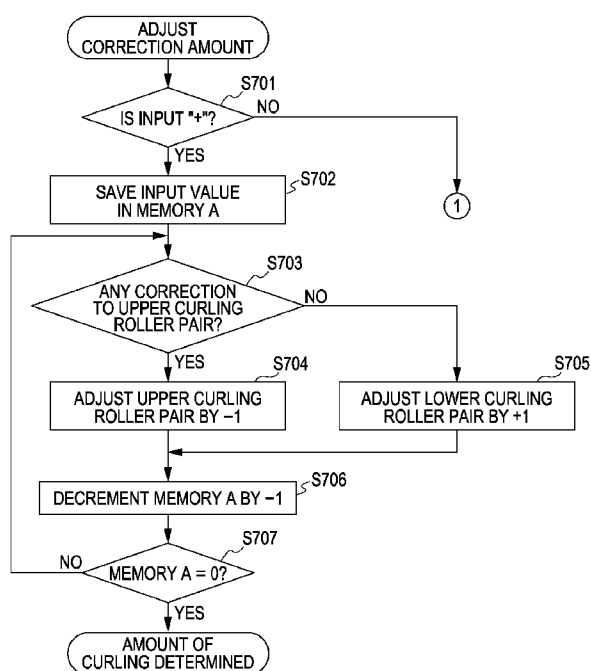 ADJUST
CORRECTION AMOUNT
S701
IS INPUT "+"?
NO
YES
S702
SAVE INPUT VALUE
IN MEMORY A
1
S703
ANY CORRECTION
TO UPPER CURLING
ROLLER PAIR?
NO
YES
S704
ADJUST UPPER CURLING
ROLLER PAIR BY −1
S705
ADJUST LOWER CURLING
ROLLER PAIR BY +1
S706
DECREMENT MEMORY A BY −1
S707
NO
MEMORY A = 0?
YES
AMOUNT OF
CURLING DETERMINED